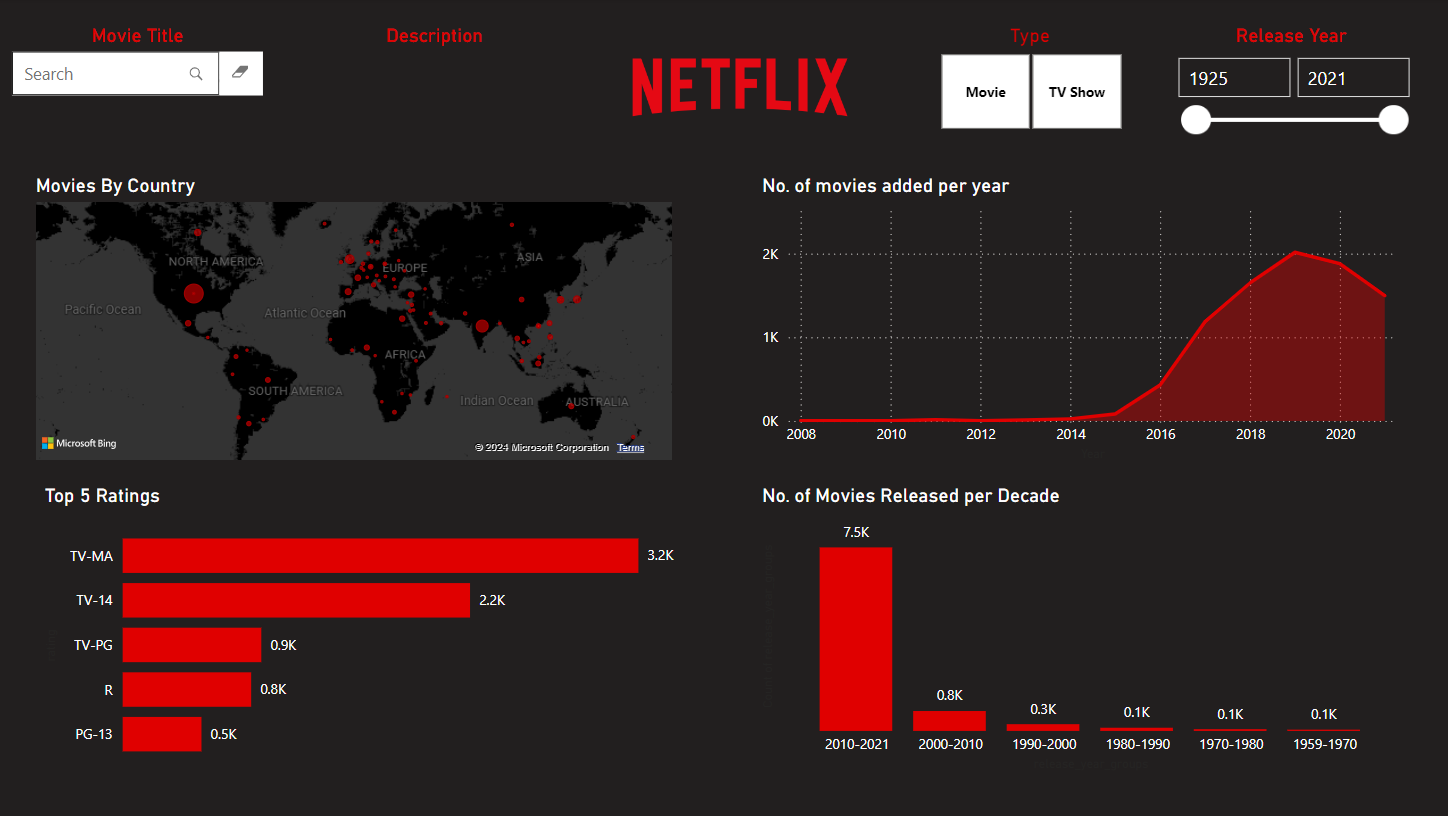 Movie Title
Description
Type
Release Year
Search
NETFLIX
Movie
TV Show
1925
2021
Movies By Country
NORTH AMERICA
EUROPE
ASIA
Pacific Ocean
Atlantic Ocean
AFRICA
SOUTH AMERICA
Indian Ocean
AUSTRALIA
Microsoft Bing
© 2024 Microsoft Corporation Terms
No. of movies added per year
2K
1K
0K
2008 2010 2012 2014 2016 2018 2020
Top 5 Ratings
TV-MA 3.2K
TV-14 2.2K
TV-PG 0.9K
R 0.8K
PG-13 0.5K
No. of Movies Released per Decade
7.5K
0.8K
0.3K
0.1K
0.1K
0.1K
2010-2021 2000-2010 1990-2000 1980-1990 1970-1980 1959-1970